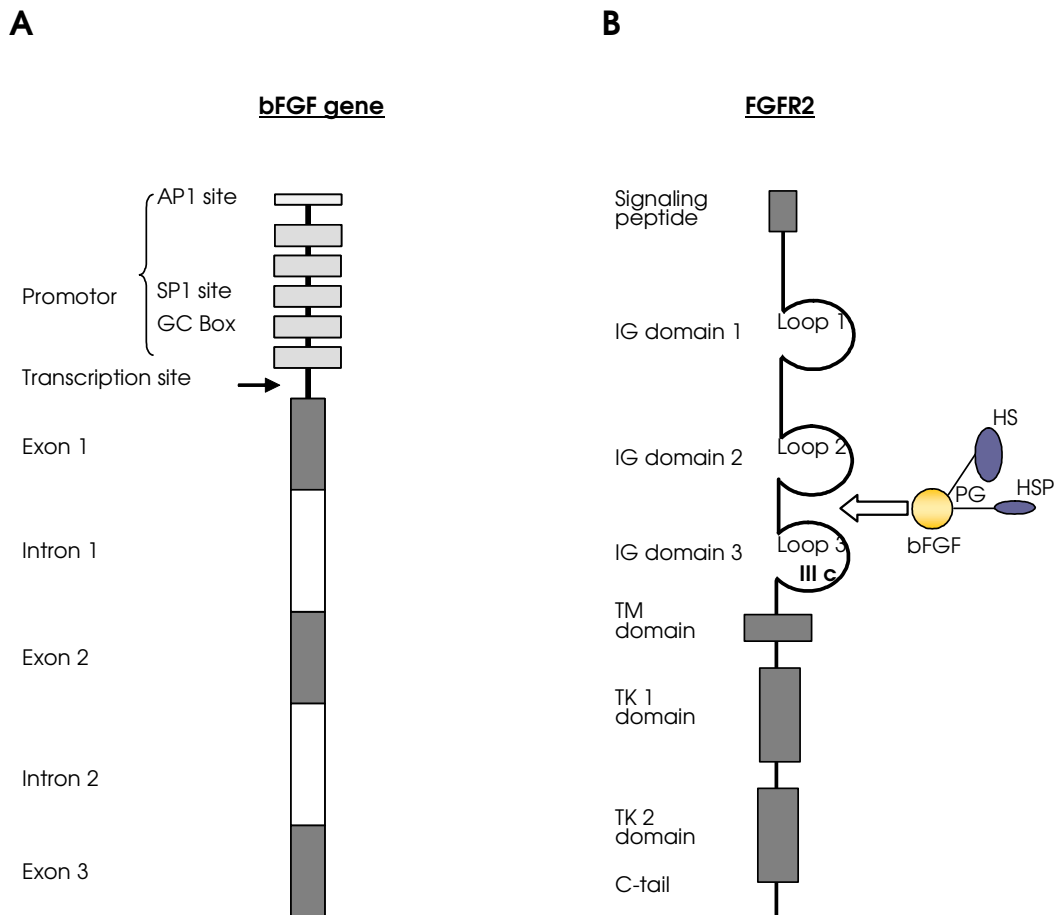 A
bFGF gene
AP1 site
Promotor
SP1 site
GC Box
Transcription site
Exon 1
Intron 1
Exon 2
Intron 2
Exon 3
B
FGFR2
Signaling
peptide
IG domain 1
Loop 1
IG domain 2
Loop 2
HS
PG
HSP
bFGF
IG domain 3
Loop 3
III c
TM
domain
TK 1
domain
TK 2
domain
C-tail